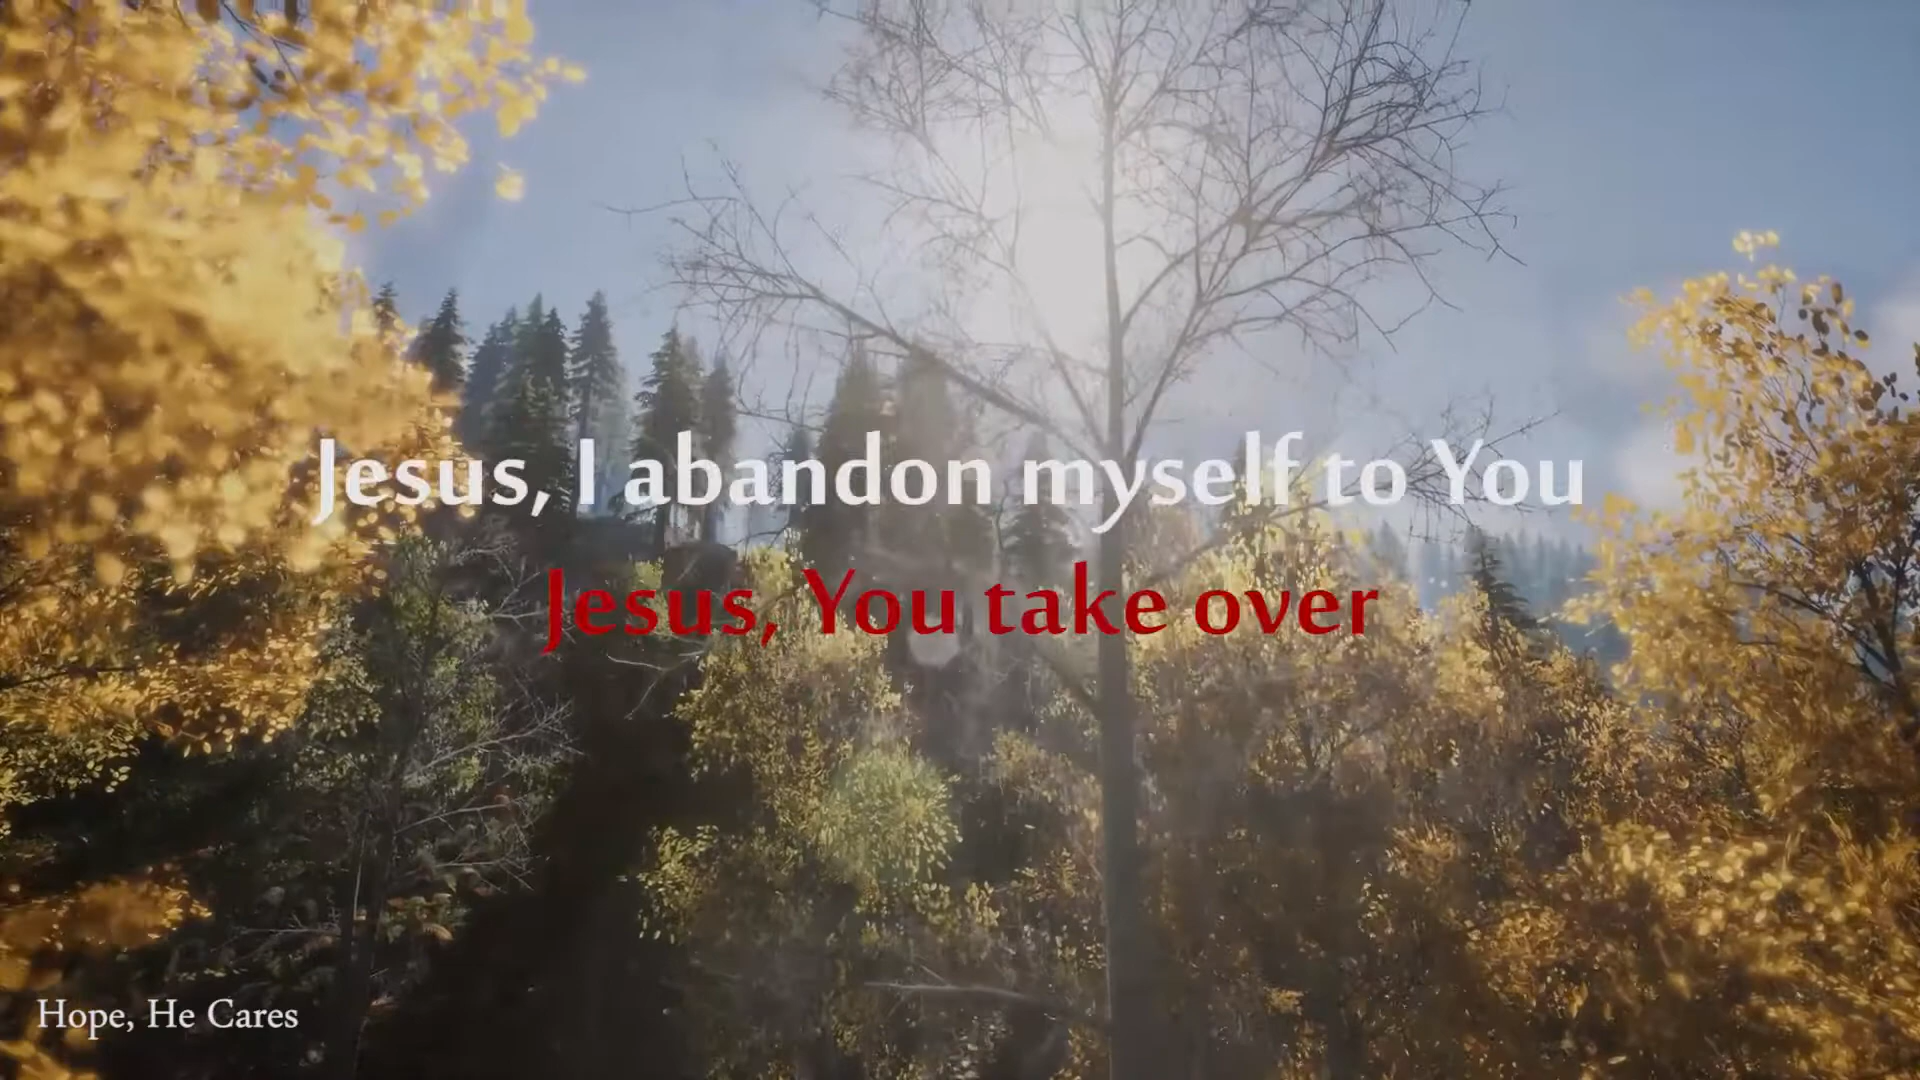 Jesus, I abandon myself to You
Jesus, You take over
Hope, He Cares